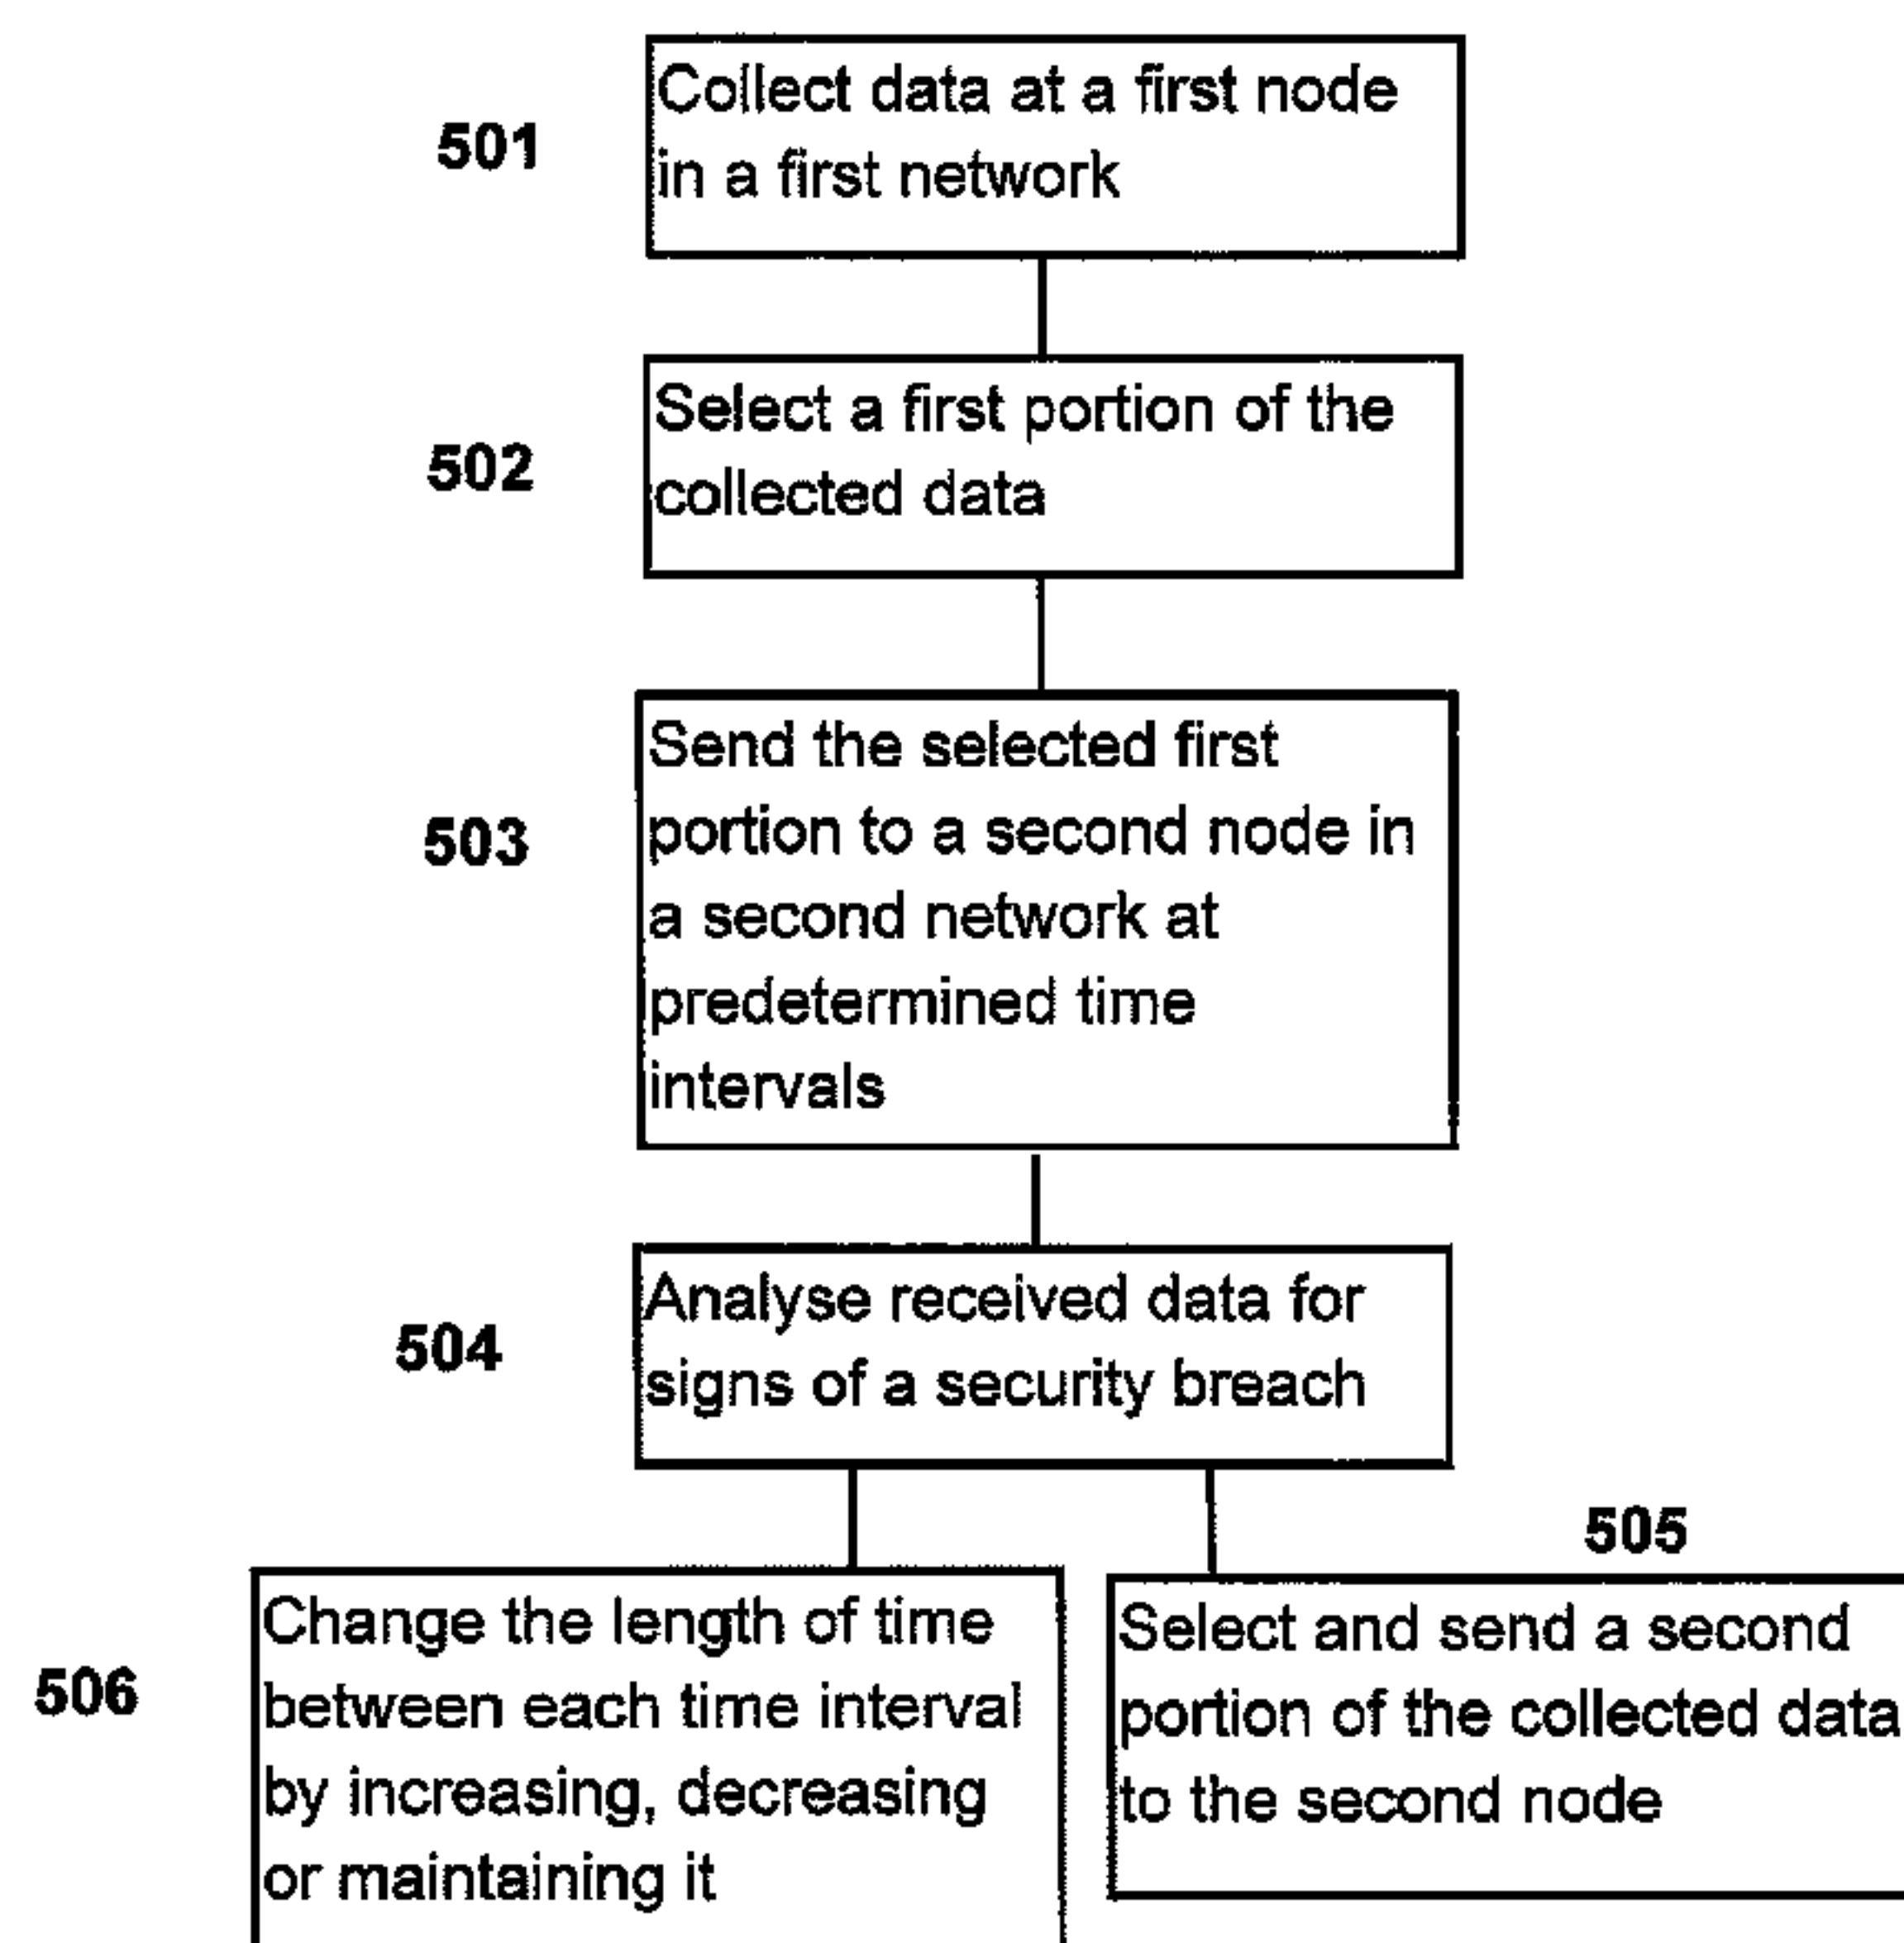 501
Collect data at a first node
in a first network
502
Select a first portion of the
collected data
503
Send the selected first
portion to a second node in
a second network at
predetermined time
intervals
504
Analyse received data for
signs of a security breach
506
Change the length of time
between each time interval
by increasing, decreasing
or maintaining it
505
Select and send a second
portion of the collected data
to the second node